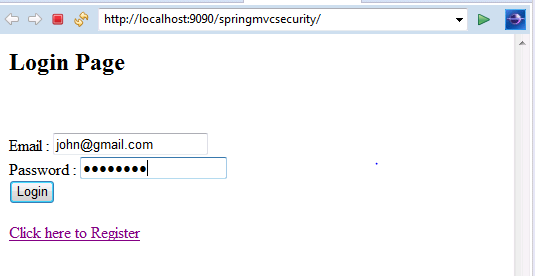 http://localhost:9090/springmvcsecurity/
Login Page
Email : john@gmail.com
Password : ●●●●●●●●
Login
Click here to Register